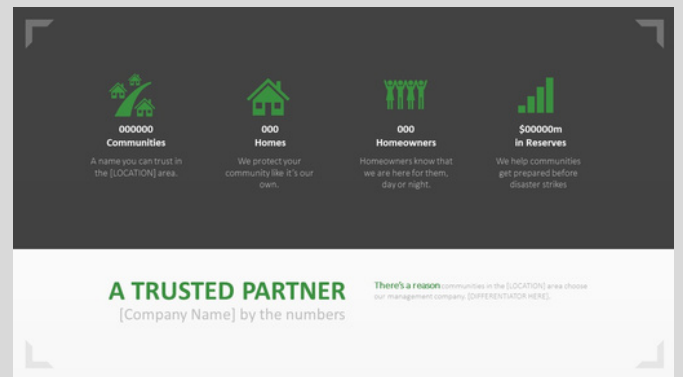 000000
Communities
A name you can trust in
the [LOCATION] area.
000
Homes
We protect your
community like it's our
own.
000
Homeowners
Homeowners know that
we are here for them,
day or night.
$00000m
in Reserves
We help communities
get prepared before
disaster strikes
A TRUSTED PARTNER
[Company Name] by the numbers
There's a reason communities in the [LOCATION] area choose
our management company. [DIFFERENTIATOR HERE].